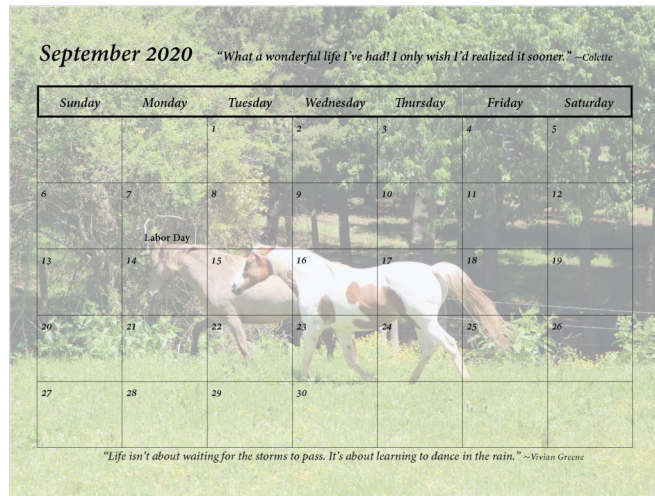 September 2020 “What a wonderful life I’ve had! I only wish I’d realized it sooner.” ~Colette
Sunday Monday Tuesday Wednesday Thursday Friday Saturday
1 2 3 4 5
6 7 8 9 10 11 12
Labor Day
13 14 15 16 17 18 19
20 21 22 23 24 25 26
27 28 29 30
“Life isn’t about waiting for the storms to pass. It’s about learning to dance in the rain.” ~Vivian Greene